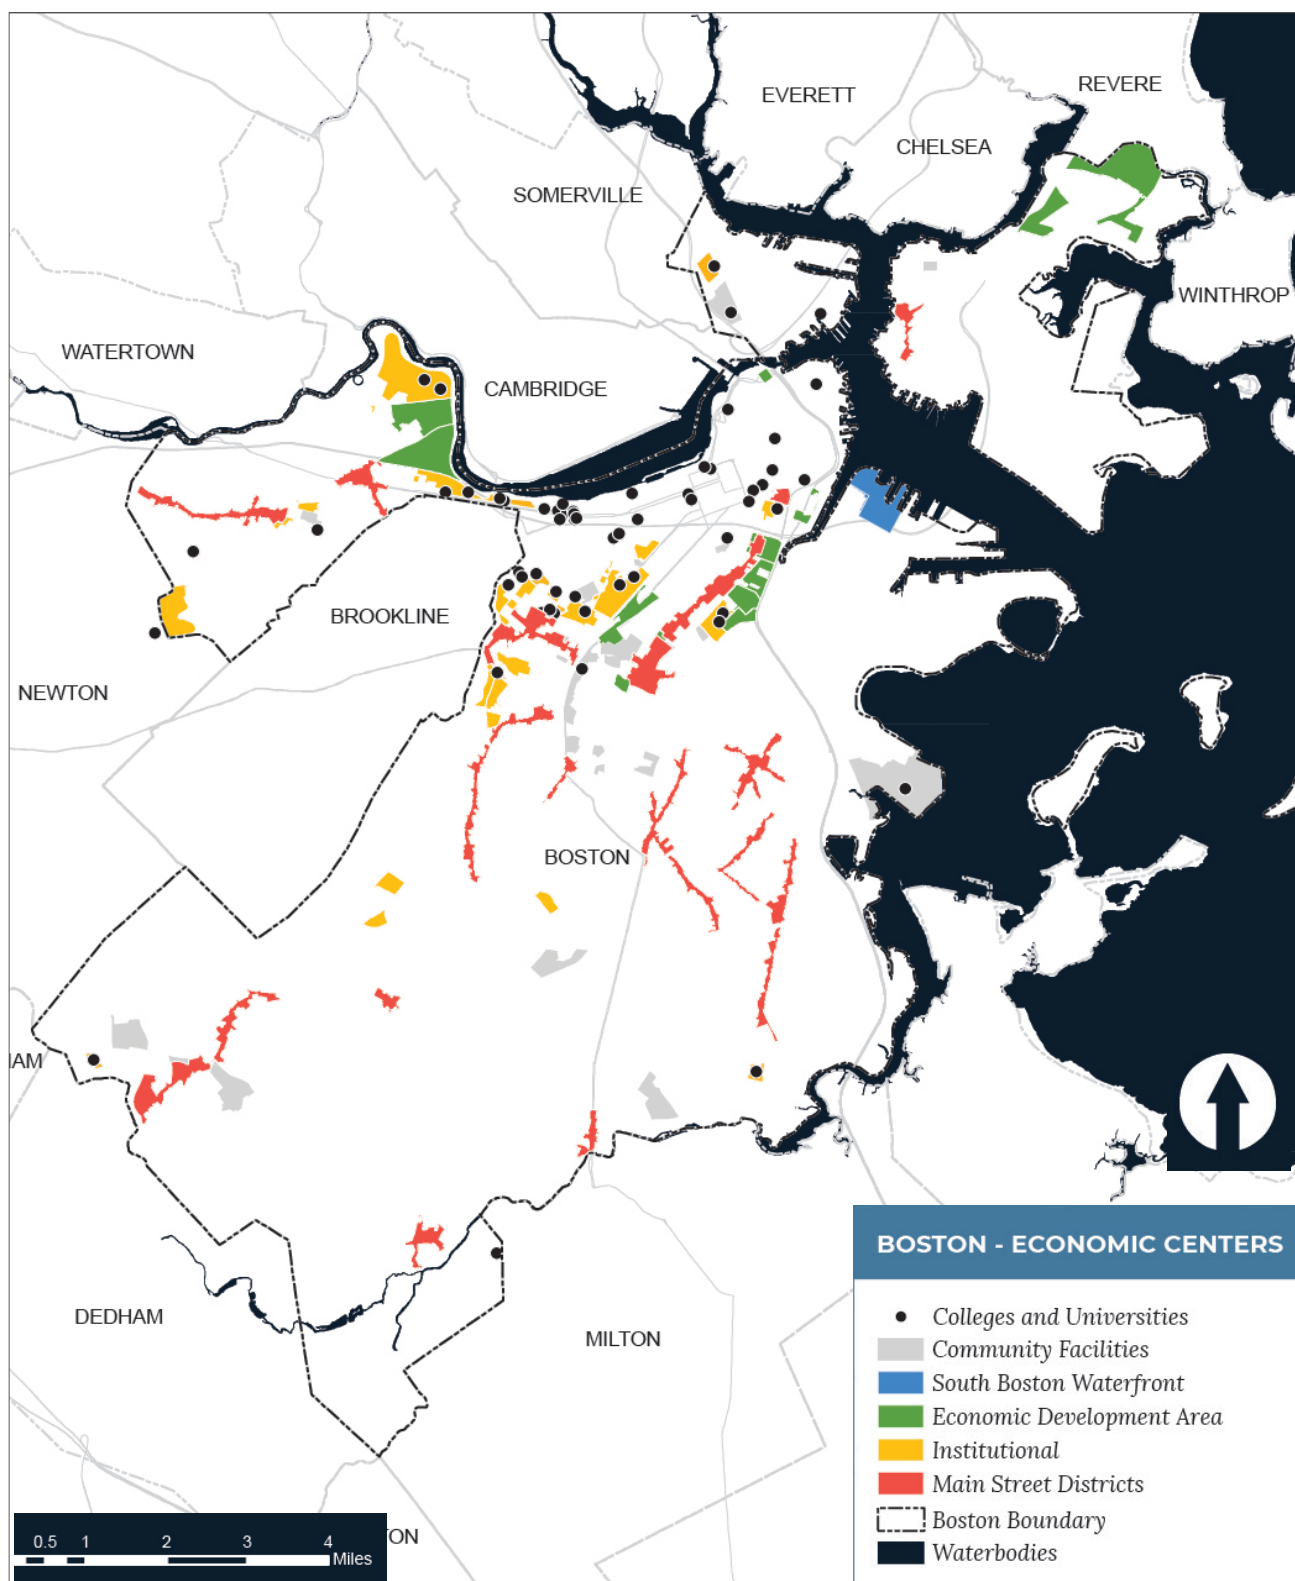 REVERE
EVERETT
CHELSEA
SOMERVILLE
WINTHROP
WATERTOWN
CAMBRIDGE
BROOKLINE
NEWTON
BOSTON
IAM
DEDHAM
MILTON
TON
BOSTON - ECONOMIC CENTERS
Colleges and Universities
Community Facilities
South Boston Waterfront
Economic Development Area
Institutional
Main Street Districts
Boston Boundary
Waterbodies
0.5 1 2 3 4
Miles